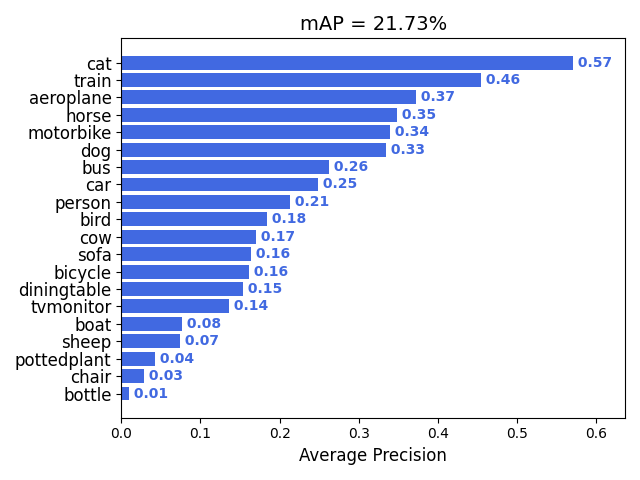 mAP = 21.73%
cat 0.57
train 0.46
aeroplane 0.37
horse 0.35
motorbike 0.34
dog 0.33
bus 0.26
car 0.25
person 0.21
bird 0.18
cow 0.17
sofa 0.16
bicycle 0.16
diningtable 0.15
tvmonitor 0.14
boat 0.08
sheep 0.07
pottedplant 0.04
chair 0.03
bottle 0.01
0.0 0.1 0.2 0.3 0.4 0.5 0.6
Average Precision